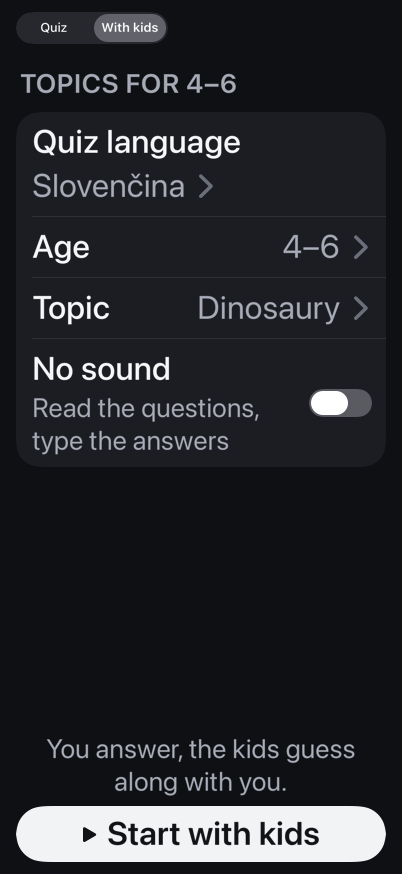 Quiz
With kids
TOPICS FOR 4–6
Quiz language
Slovenčina
Age
4–6
Topic
Dinosaury
No sound
Read the questions,
type the answers
You answer, the kids guess
along with you.
Start with kids